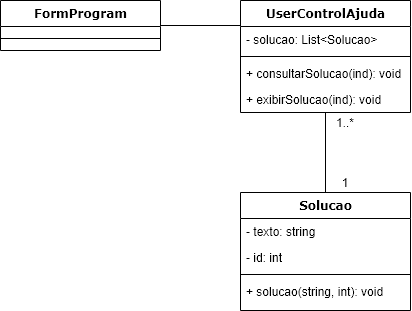 FormProgram
UserControlAjuda
- solucao: List<Solucao>
+ consultarSolucao(ind): void
+ exibirSolucao(ind): void
1..*
1
Solucao
- texto: string
- id: int
+ solucao(string, int): void